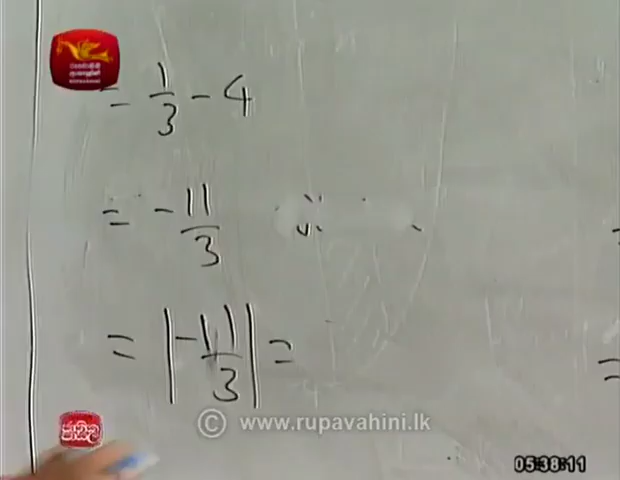 = 1/3 - 4
= - 11/3
= |- 11/3| =
© www.rupavahini.lk
05:38:11